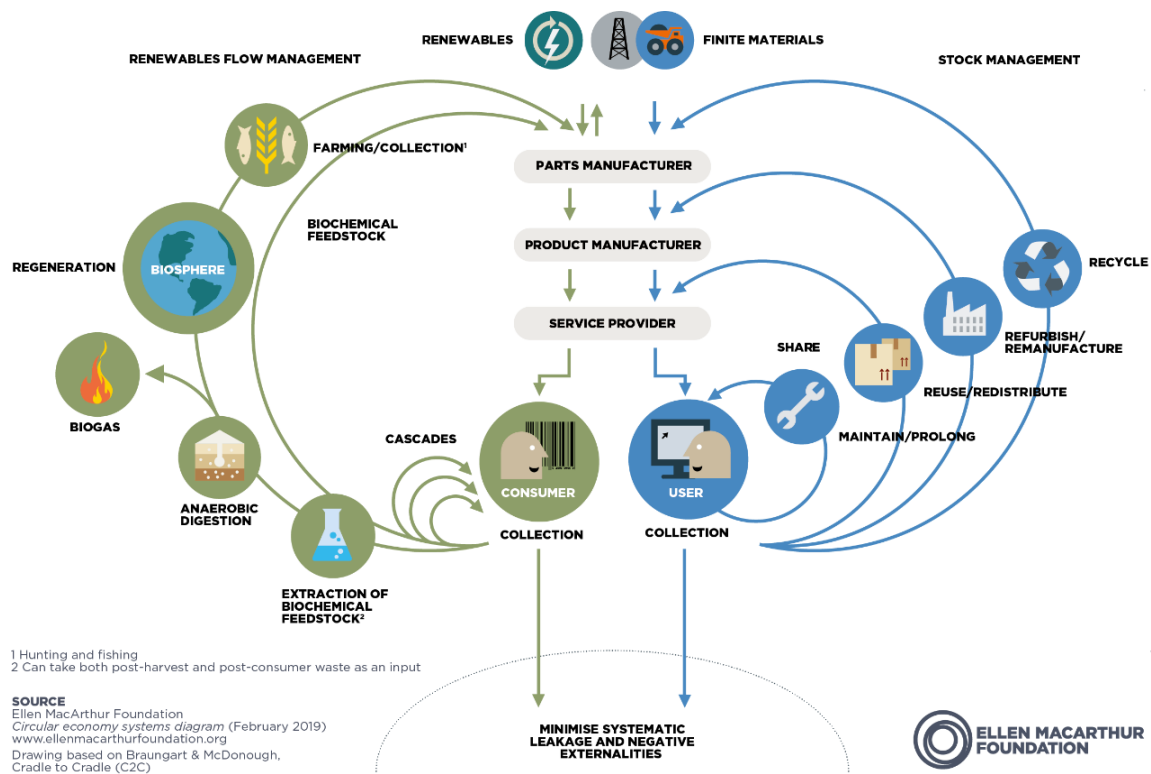 RENEWABLES
FINITE MATERIALS
RENEWABLES FLOW MANAGEMENT
STOCK MANAGEMENT
FARMING/COLLECTION¹
PARTS MANUFACTURER
BIOCHEMICAL
FEEDSTOCK
PRODUCT MANUFACTURER
REGENERATION
BIOSPHERE
RECYCLE
SERVICE PROVIDER
SHARE
REFURBISH/
REMANUFACTURE
REUSE/REDISTRIBUTE
BIOGAS
CASCADES
MAINTAIN/PROLONG
CONSUMER
USER
ANAEROBIC
DIGESTION
COLLECTION
COLLECTION
EXTRACTION OF
BIOCHEMICAL
FEEDSTOCK²
1 Hunting and fishing
2 Can take both post-harvest and post-consumer waste as an input
SOURCE
Ellen MacArthur Foundation
Circular economy systems diagram (February 2019)
www.ellenmacarthurfoundation.org
Drawing based on Braungart & McDonough,
Cradle to Cradle (C2C)
MINIMISE SYSTEMATIC
LEAKAGE AND NEGATIVE
EXTERNALITIES
ELLEN MACARTHUR
FOUNDATION